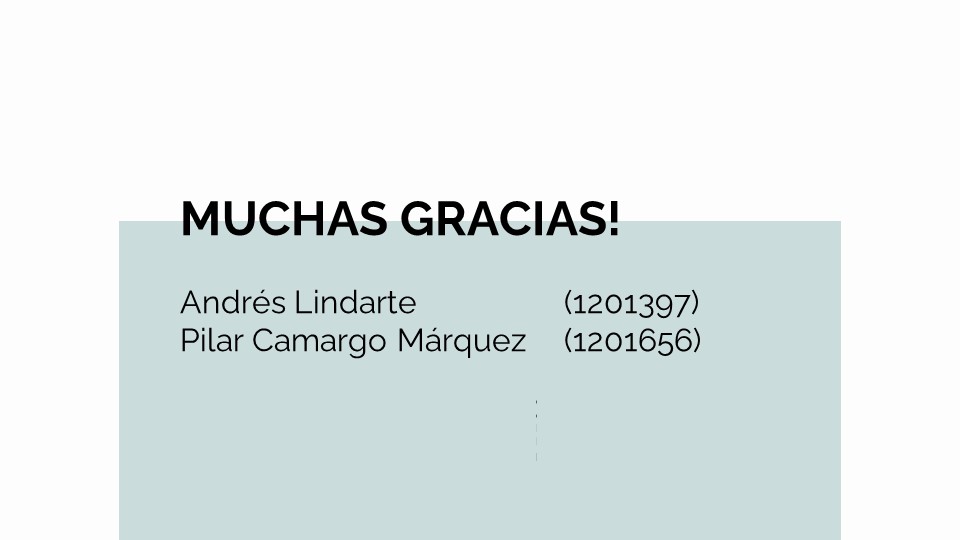 MUCHAS GRACIAS!
Andrés Lindarte (1201397)
Pilar Camargo Márquez (1201656)